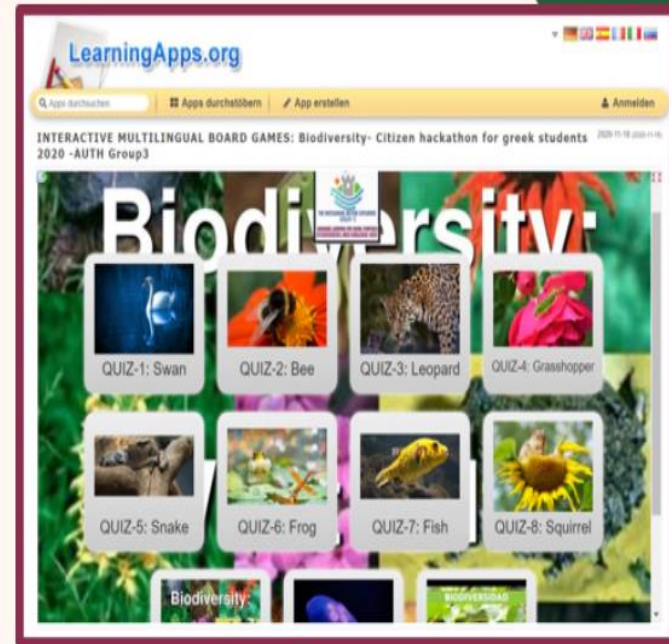 LearningApps.org
Apps durchsuchen
Apps durchstöbern
App erstellen
Anmelden
INTERACTIVE MULTILINGUAL BOARD GAMES: Biodiversity- Citizen hackathon for greek students
2020 -AUTH Group3
Biodiversity:
QUIZ-1: Swan
QUIZ-2: Bee
QUIZ-3: Leopard
QUIZ-4: Grasshopper
QUIZ-5: Snake
QUIZ-6: Frog
QUIZ-7: Fish
QUIZ-8: Squirrel
Biodiversity:
BIODIVERSIDAD